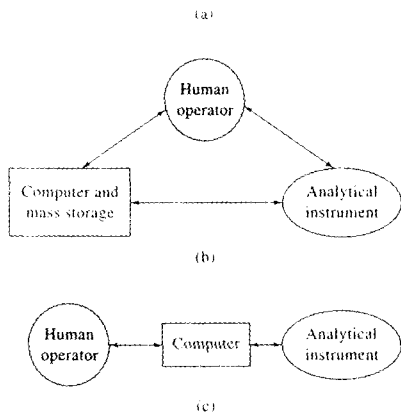 (a)
Human
operator
Computer and
mass storage
Analytical
instrument
(b)
Human
operator
Computer
Analytical
instrument
(c)